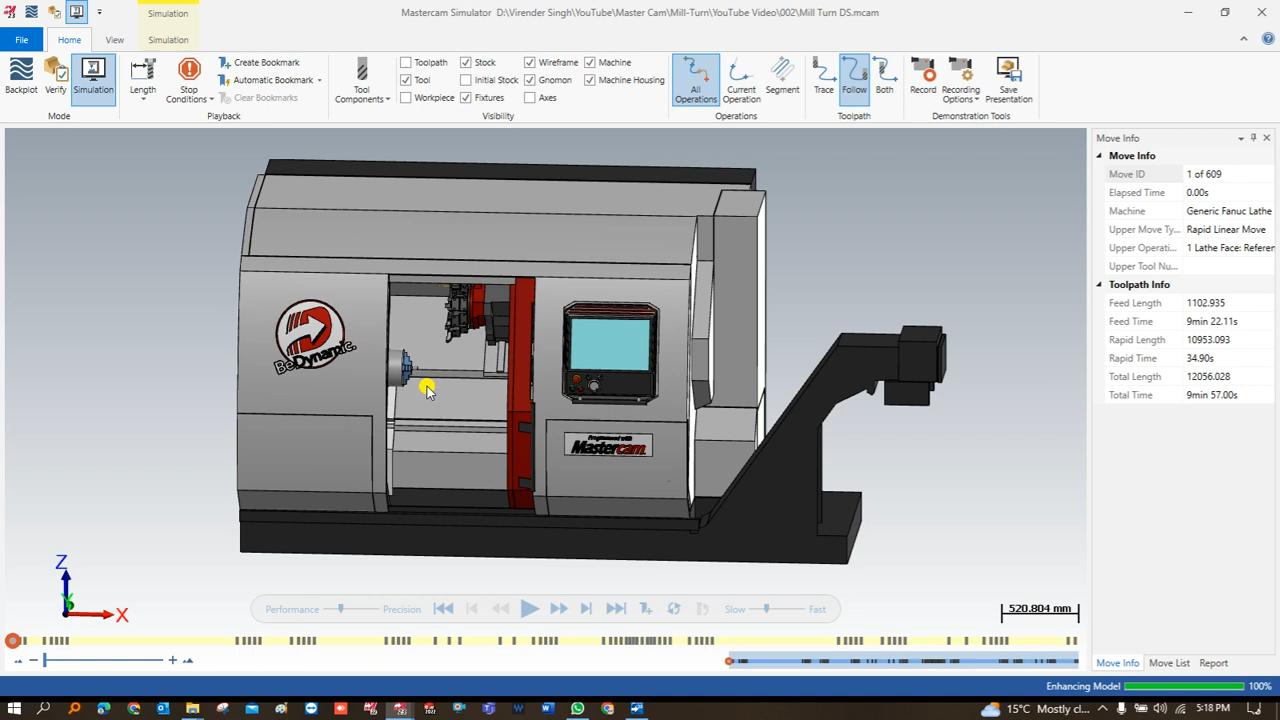 Simulation
Mastercam Simulator D:\Virender Singh\YouTube\Master Cam\Mill-Turn\YouTube Video\002\Mill Turn DS.mcam
File
Home
View
Simulation
Backplot
Verify
Simulation
Mode
Length
Stop Conditions
Create Bookmark
Automatic Bookmark
Clear Bookmarks
Playback
Tool Components
Toolpath
Tool
Workpiece
Stock
Initial Stock
Fixtures
Wireframe
Gnomon
Axes
Machine
Machine Housing
Visibility
All Operations
Current Operation
Segment
Operations
Trace
Follow
Both
Toolpath
Record
Recording Options
Save Presentation
Demonstration Tools
Move Info
Move Info
Move ID 1 of 609
Elapsed Time 0.00s
Machine Generic Fanuc Lathe
Upper Move Ty... Rapid Linear Move
Upper Operati... 1 Lathe Face: Referen
Upper Tool Nu...
Toolpath Info
Feed Length 1102.935
Feed Time 9min 22.11s
Rapid Length 10953.093
Rapid Time 34.90s
Total Length 12056.028
Total Time 9min 57.00s
BeDynamic.
Programmed with
Mastercam
Z
Y
X
Performance
Precision
Slow
Fast
520.804 mm
Move Info
Move List
Report
Enhancing Model
100%
15°C Mostly cl...
5:18 PM